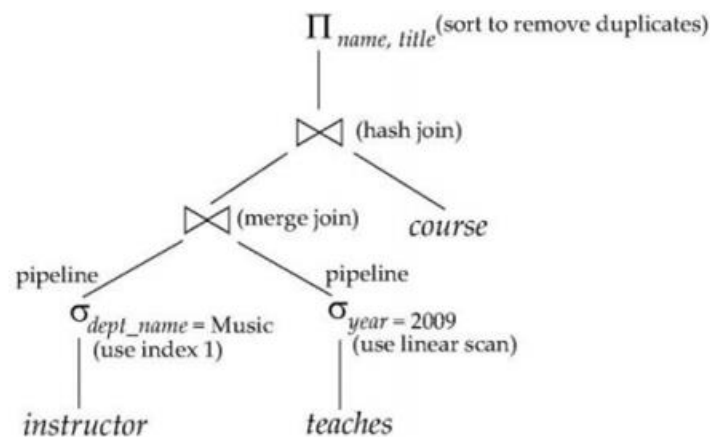 Π name, title (sort to remove duplicates)
⋈ (hash join)
⋈ (merge join)
course
pipeline pipeline
σ dept_name = Music σ year = 2009
(use index 1) (use linear scan)
instructor teaches